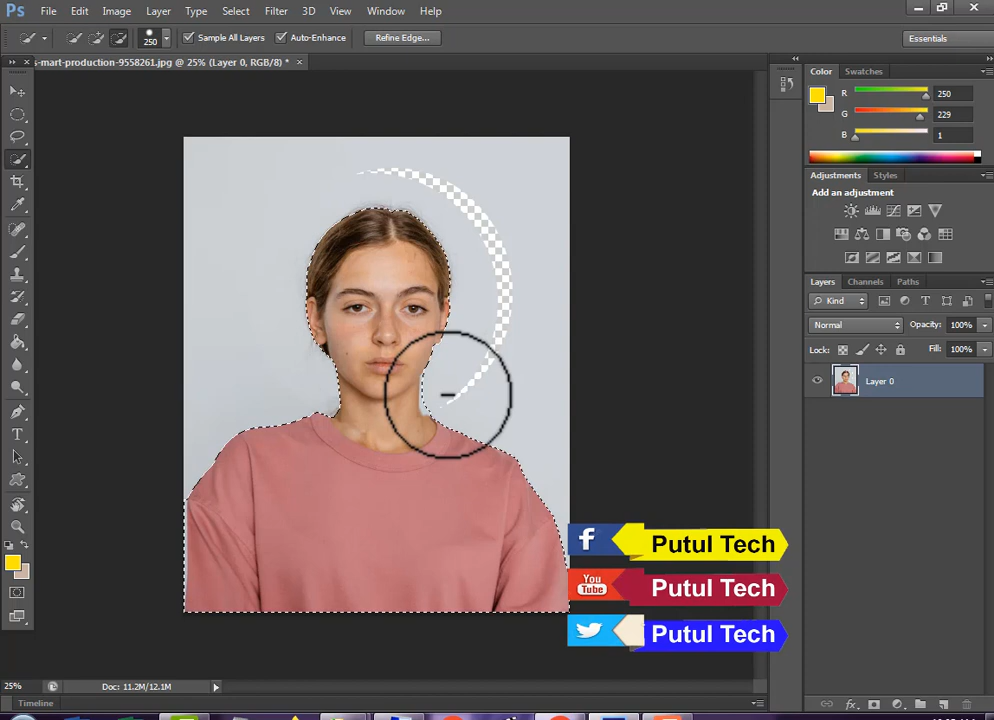 Ps File Edit Image Layer Type Select Filter 3D View Window Help
250 Sample All Layers Auto-Enhance Refine Edge... Essentials
s-mart-production-9558261.jpg @ 25% (Layer 0, RGB/8) * ×
Color Swatches
R 250
G 229
B 1
Adjustments Styles
Add an adjustment
Layers Channels Paths
Kind
Normal Opacity: 100%
Lock: Fill: 100%
Layer 0
f Putul Tech
You Tube Putul Tech
Putul Tech
25% Doc: 11.2M/12.1M
Timeline